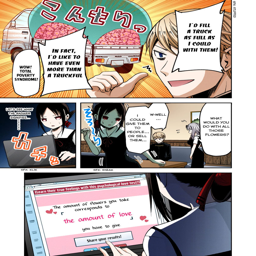 こんもりっ
I'D FILL
A TRUCK
AS FULL
AS I
COULD
WITH
THEM!
IN FACT,
I'D LIKE TO
HAVE EVEN
MORE THAN
A TRUCKFUL
WOW!
TOTAL
POVERTY
SYNDROME!
W-WELL...
COULD
GIVE THEM
PEOPLE...
OR SELL
THEM...
WHAT
WOULD YOU
DO WITH ALL
THOSE
FLOWERS?
The amount of flowers you take
corresponds to
the amount of love
you have to give
Share your results!